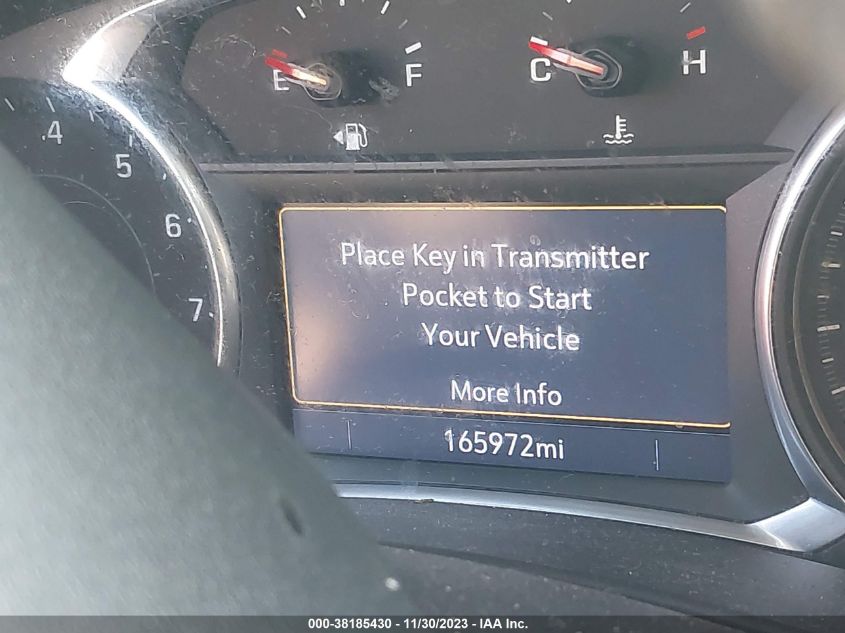 E F C H
4
5
6
7
Place Key in Transmitter
Pocket to Start
Your Vehicle
More Info
165972mi
000-38185430 - 11/30/2023 - IAA Inc.